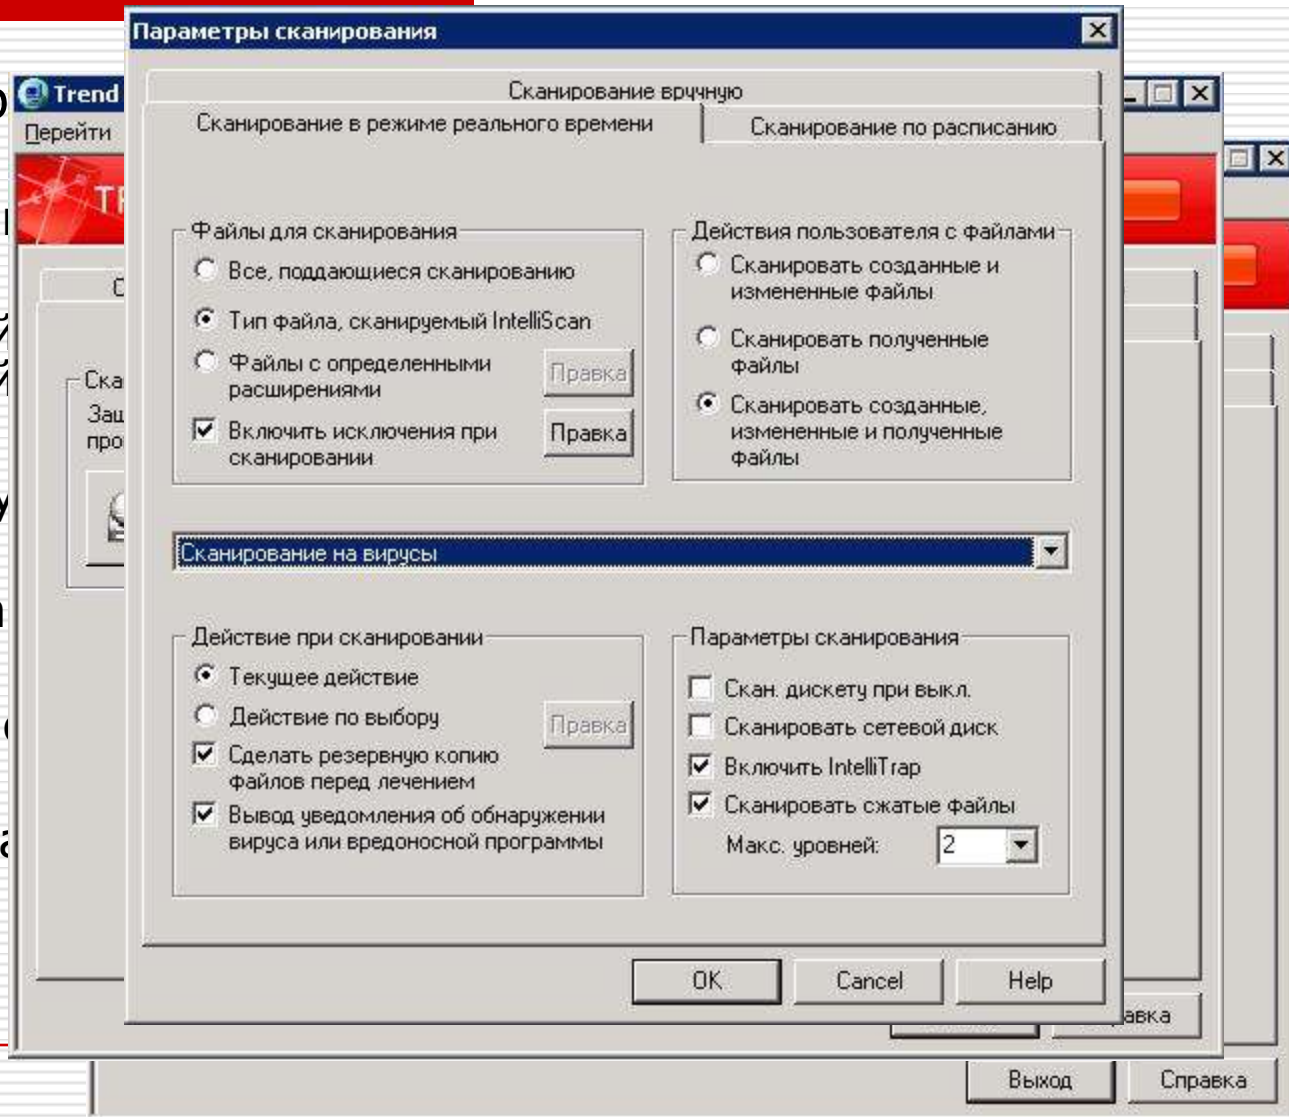 Параметры сканирования
Trend
Перейти
Сканирование вручную
Сканирование в режиме реального времени
Сканирование по расписанию
Файлы для сканирования
Все, поддающиеся сканированию
Тип файла, сканируемый IntelliScan
Файлы с определенными
расширениями
Правка
Включить исключения при
сканировании
Правка
Действия пользователя с файлами
Сканировать созданные и
измененные файлы
Сканировать полученные
файлы
Сканировать созданные,
измененные и полученные
файлы
Сканирование на вирусы
Действие при сканировании
Текущее действие
Действие по выбору
Правка
Сделать резервную копию
файлов перед лечением
Вывод уведомления об обнаружении
вируса или вредоносной программы
Параметры сканирования
Скан. дискету при выкл.
Сканировать сетевой диск
Включить IntelliTrap
Сканировать сжатые файлы
Макс. уровней:
2
OK
Cancel
Help
Выход
Справка